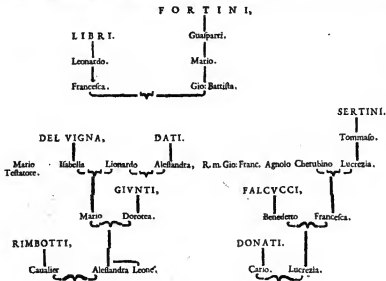 FORTINI,
LIBRI. Gualparri.
Leonardo. Mario.
Francesca. Gio: Battista.
SERTINI.
DEL VIGNA, DATI. Tommaso.
Mario Isabella Lionardo Alessandra, R. m. Gio: Franc. Agnolo Cherubino Lucrezia.
Testatore.
GIUNTI, FALCUCCI,
Mario Dorotea. Benedetto Francesca.
RIMBOTTI, DONATI.
Caualier Alessandra Leone. Carlo Lucrezia.